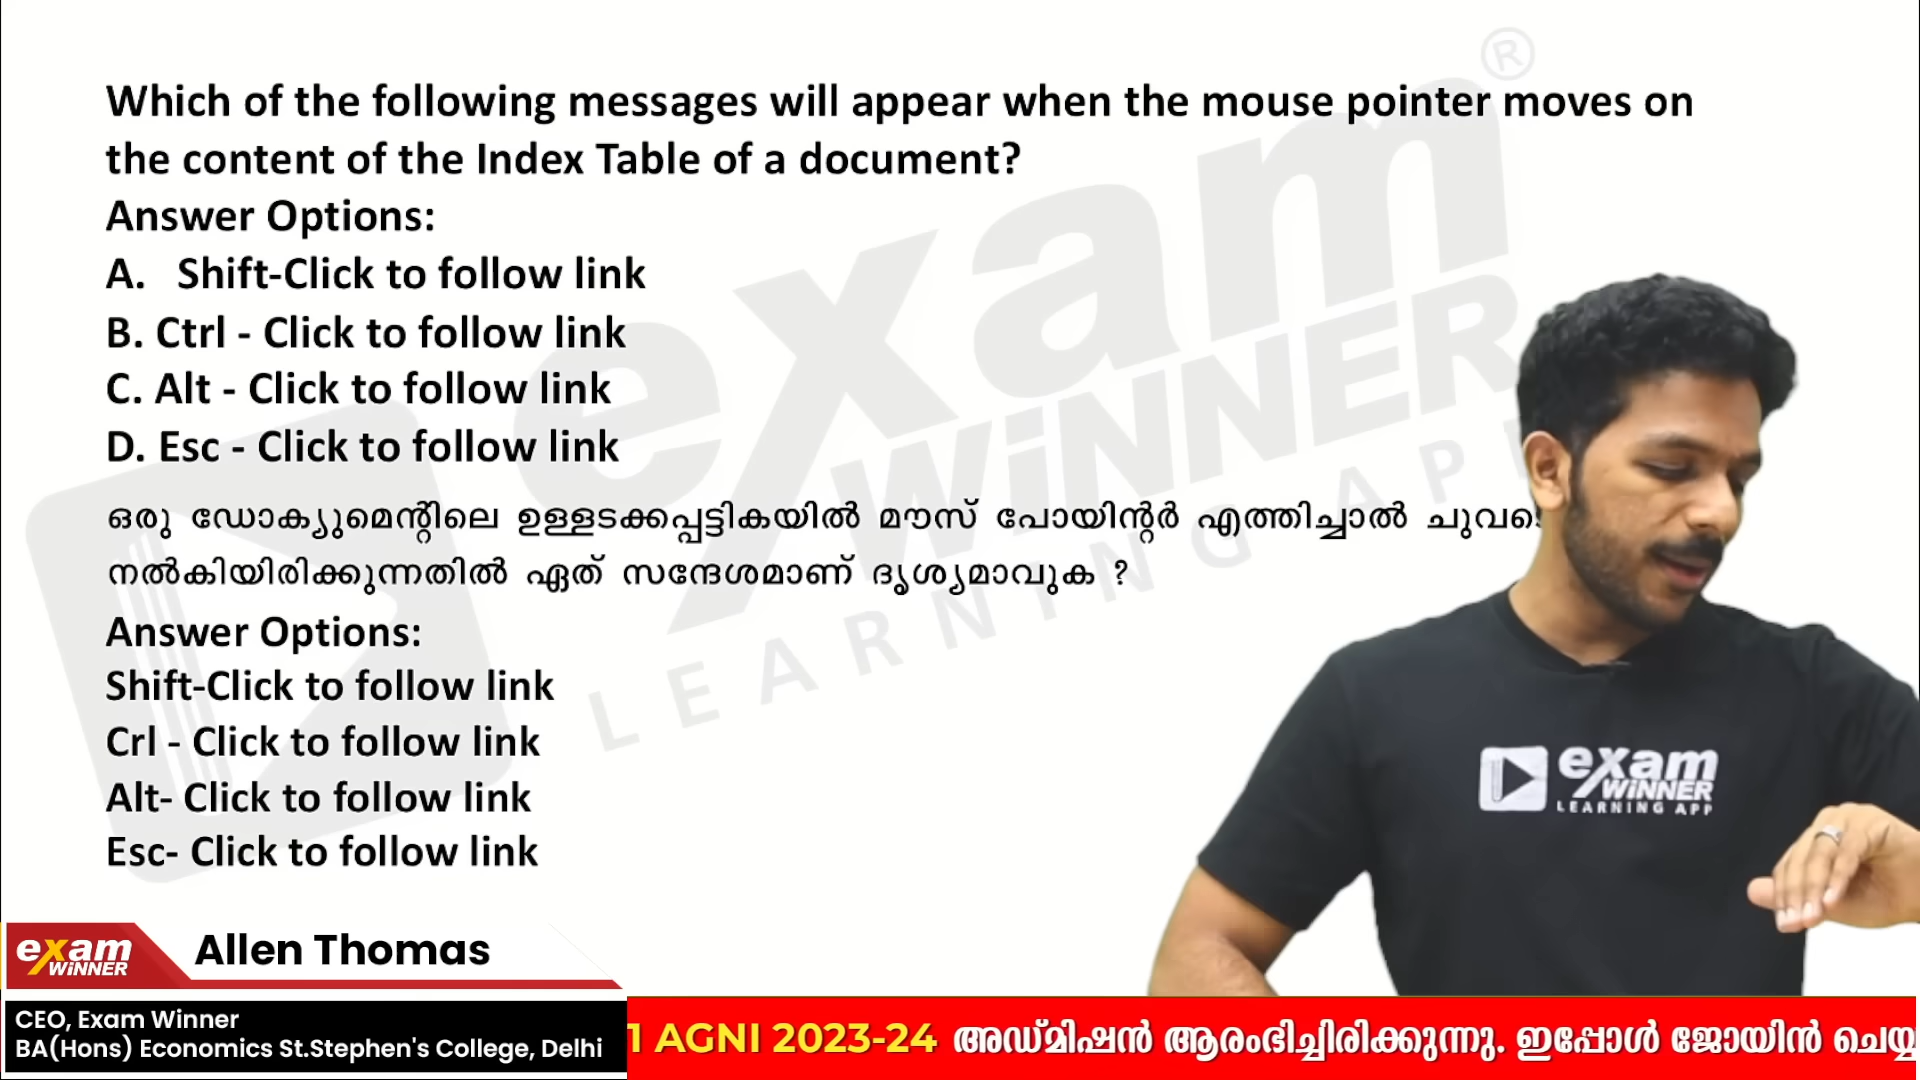 Which of the following messages will appear when the mouse pointer moves on
the content of the Index Table of a document?
Answer Options:
A. Shift-Click to follow link
B. Ctrl - Click to follow link
C. Alt - Click to follow link
D. Esc - Click to follow link
ഒരു ഡോക്യുമെന്റിലെ ഉള്ളടക്കപ്പട്ടികയിൽ മൗസ് പോയിന്റർ എത്തിച്ചാൽ
നൽകിയിരിക്കുന്നതിൽ ഏത് സന്ദേശമാണ് ദൃശ്യമാവുക ?
Answer Options:
Shift-Click to follow link
Crl - Click to follow link
Alt- Click to follow link
Esc- Click to follow link
exam WiNNER LEARNING APP
®
exam
WiNNER
LEARNING APP
exam
WiNNER
Allen Thomas
CEO, Exam Winner
BA(Hons) Economics St.Stephen's College, Delhi
1 AGNI 2023-24 അഡ്മിഷൻ ആരംഭിച്ചിരിക്കുന്നു. ഇപ്പോൾ ജോയിൻ